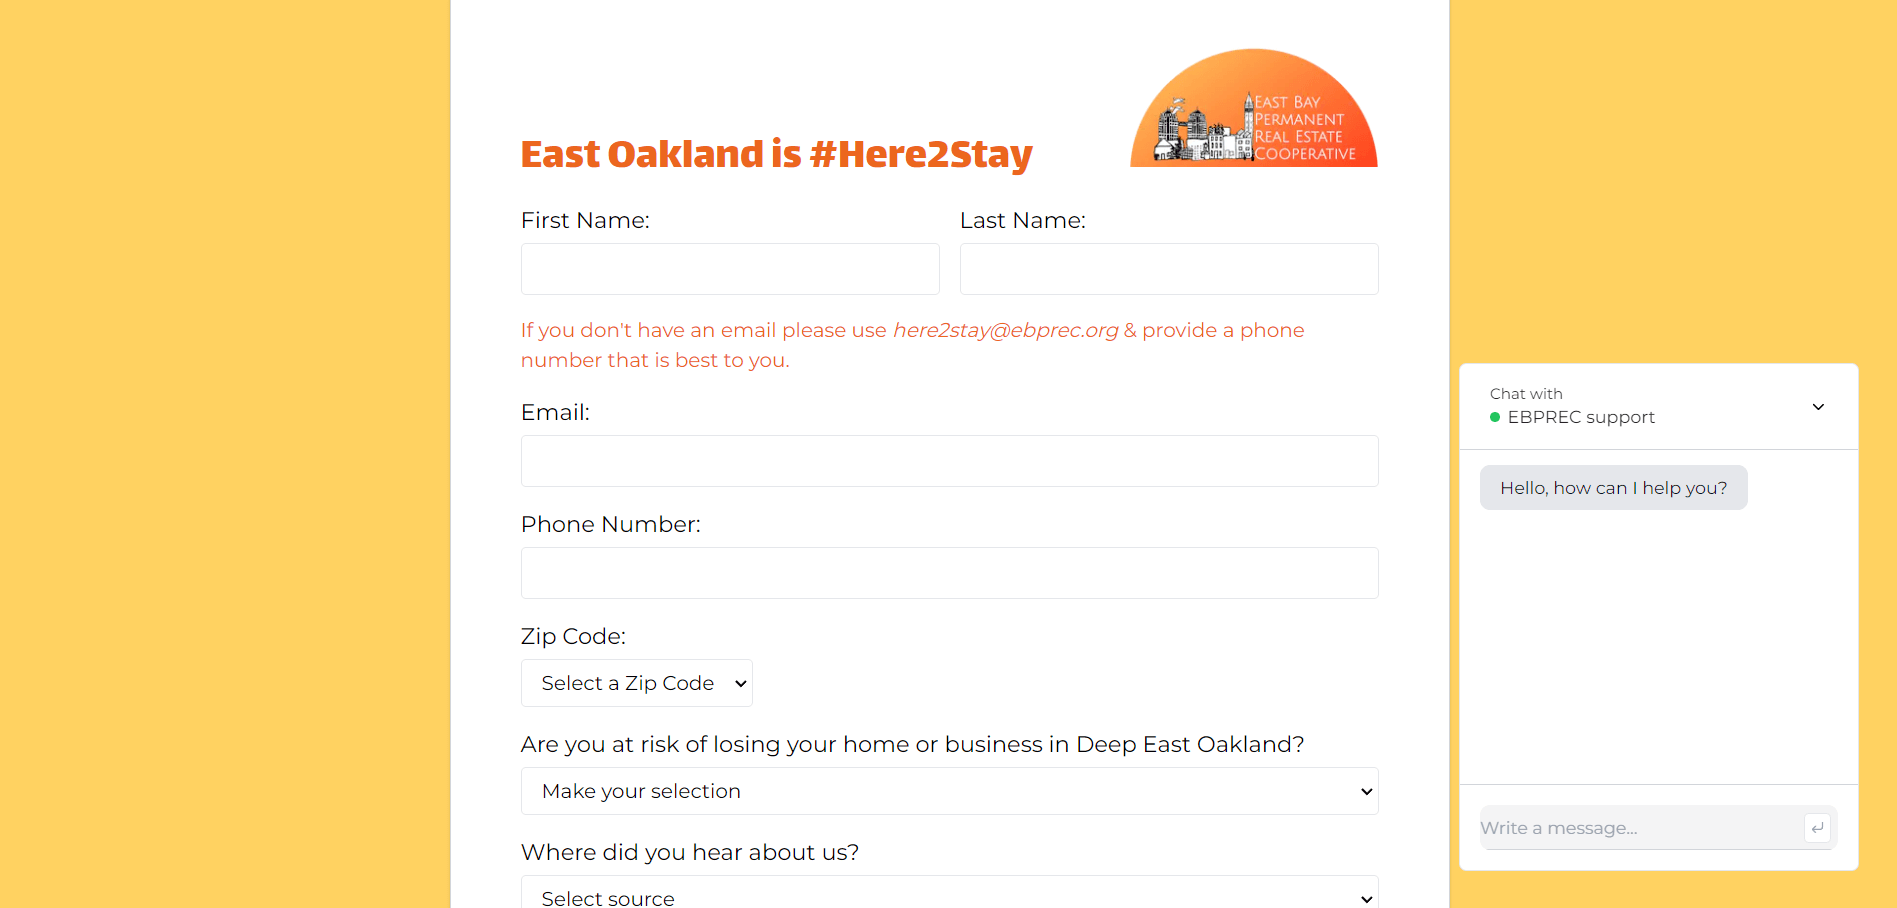 East Bay
Permanent
Real Estate
Cooperative
East Oakland is #Here2Stay
First Name:
Last Name:
If you don't have an email please use here2stay@ebprec.org & provide a phone
number that is best to you.
Email:
Phone Number:
Zip Code:
Select a Zip Code
Are you at risk of losing your home or business in Deep East Oakland?
Make your selection
Where did you hear about us?
Select source
Chat with
EBPREC support
Hello, how can I help you?
Write a message...